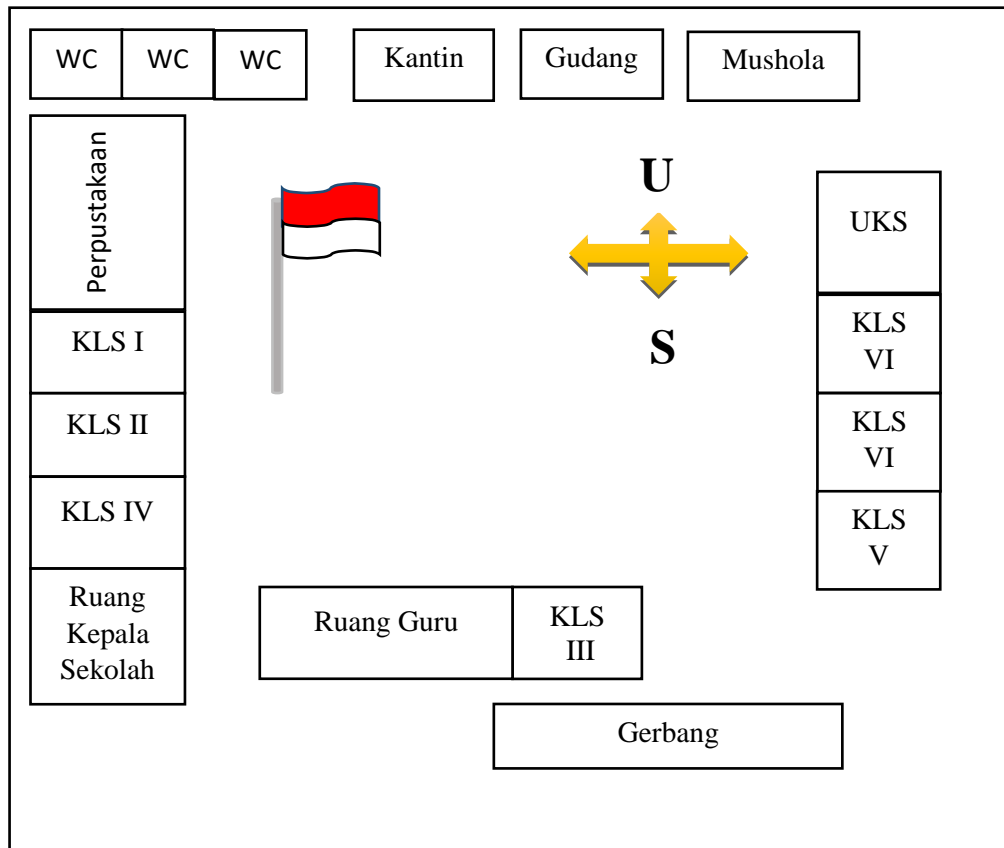 WC WC WC Kantin Gudang Mushola
Perpustakaan
U
UKS
S
KLS I
KLS
VI
KLS II
KLS
VI
KLS IV
KLS
V
Ruang
Kepala
Sekolah
Ruang Guru
KLS
III
Gerbang